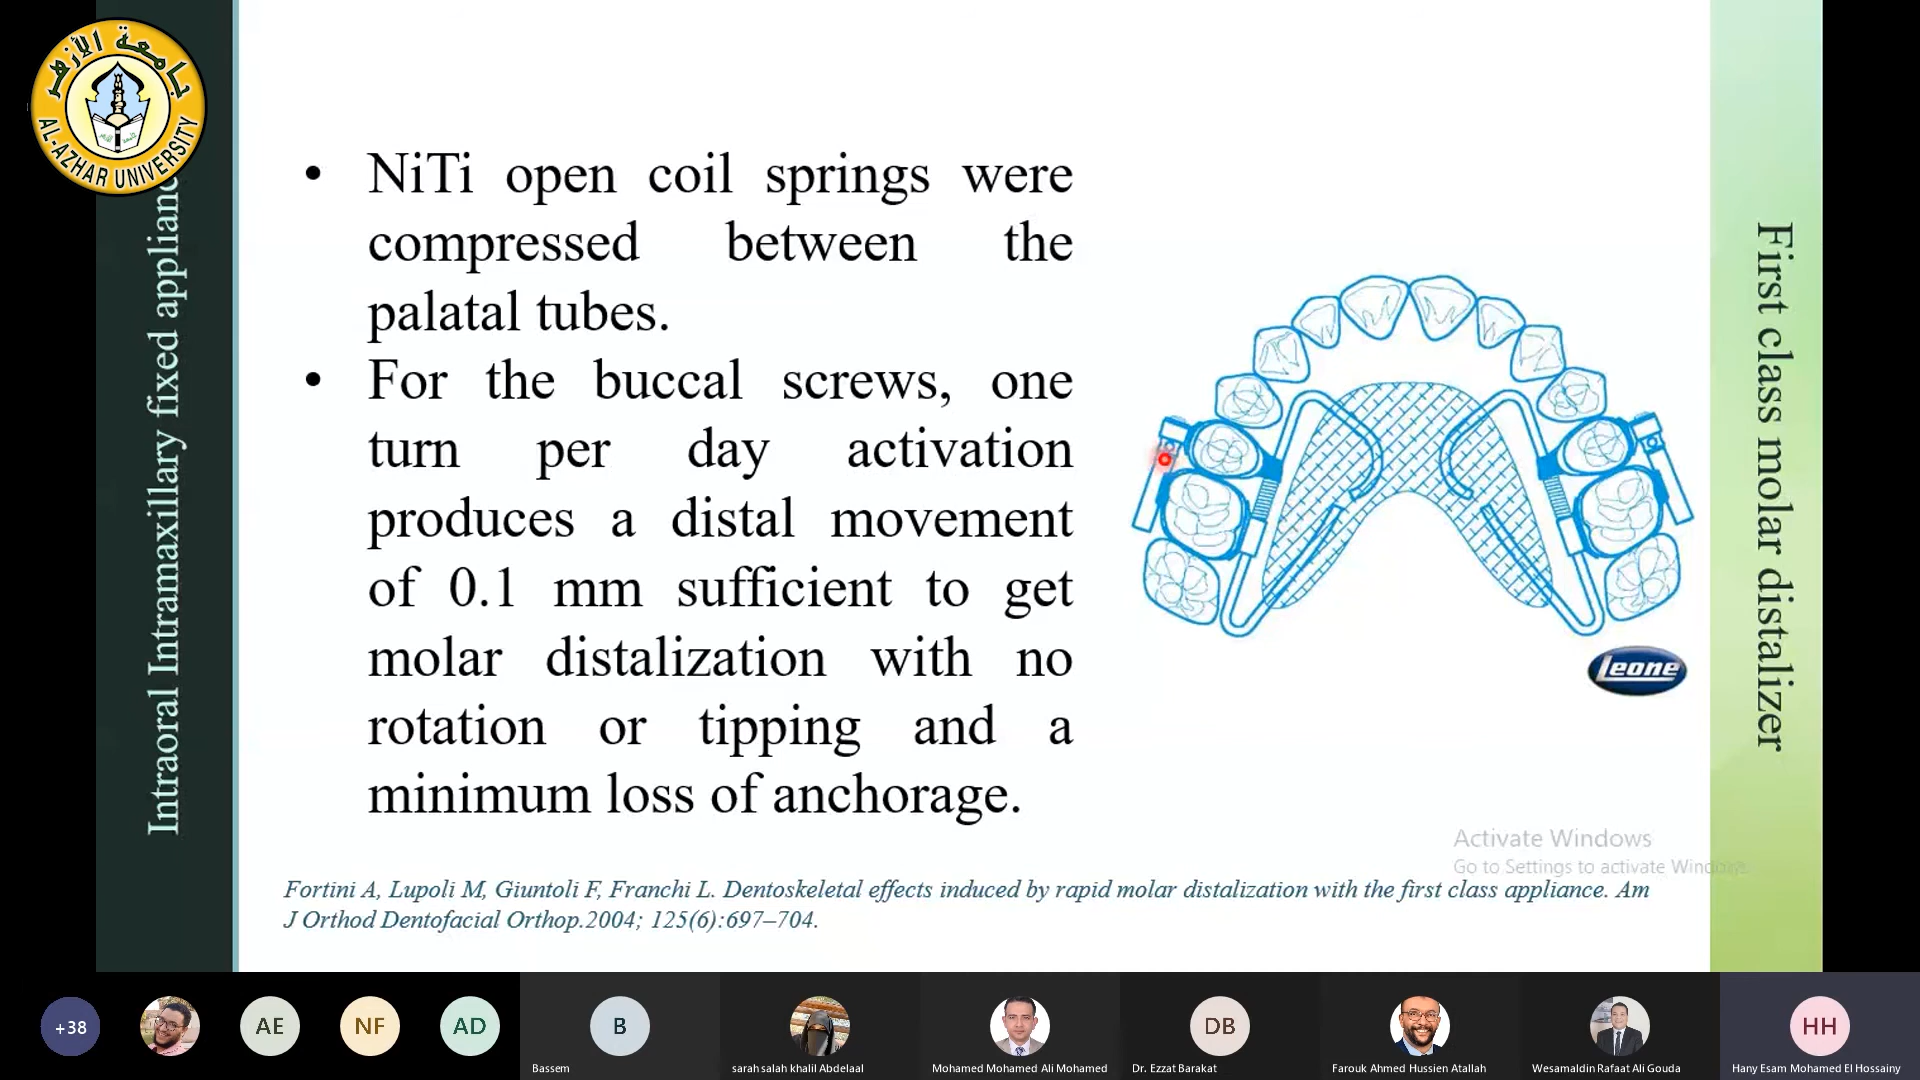 جامعة الأزهر
AL-AZHAR UNIVERSITY
Intraoral Intramaxillary fixed applianc
• NiTi open coil springs were
compressed between the
palatal tubes.
• For the buccal screws, one
turn per day activation
produces a distal movement
of 0.1 mm sufficient to get
molar distalization with no
rotation or tipping and a
minimum loss of anchorage.
First class molar distalizer
Leone
Activate Windows
Go to Settings to activate Windows.
Fortini A, Lupoli M, Giuntoli F, Franchi L. Dentoskeletal effects induced by rapid molar distalization with the first class appliance. Am
J Orthod Dentofacial Orthop.2004; 125(6):697–704.
+38
AE
NF
AD
B
DB
HH
Bassem
sarah salah khalil Abdelaal
Mohamed Mohamed Ali Mohamed
Dr. Ezzat Barakat
Farouk Ahmed Hussien Atallah
Wesamaldin Rafaat Ali Gouda
Hany Esam Mohamed El Hossainy